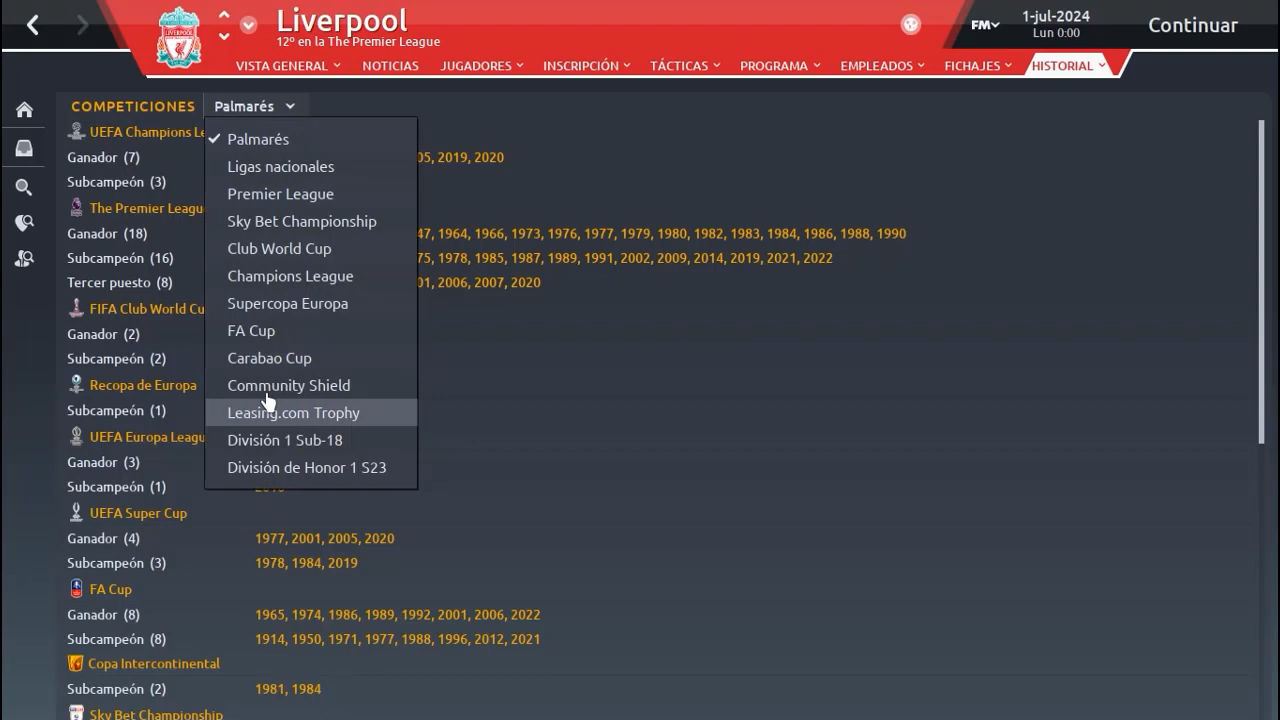 Liverpool
12º en la The Premier League
FM
1-jul-2024
Lun 0:00
Continuar
VISTA GENERAL
NOTICIAS
JUGADORES
INSCRIPCIÓN
TÁCTICAS
PROGRAMA
EMPLEADOS
FICHAJES
HISTORIAL
COMPETICIONES
Palmarés
Palmarés
Ligas nacionales
Premier League
Sky Bet Championship
Club World Cup
Champions League
Supercopa Europa
FA Cup
Carabao Cup
Community Shield
Leasing.com Trophy
División 1 Sub-18
División de Honor 1 S23
UEFA Champions Le
Ganador (7) 05, 2019, 2020
Subcampeón (3)
The Premier Leagu
Ganador (18) 47, 1964, 1966, 1973, 1976, 1977, 1979, 1980, 1982, 1983, 1984, 1986, 1988, 1990
Subcampeón (16) 75, 1978, 1985, 1987, 1989, 1991, 2002, 2009, 2014, 2019, 2021, 2022
Tercer puesto (8) 01, 2006, 2007, 2020
FIFA Club World Cu
Ganador (2)
Subcampeón (2)
Recopa de Europa
Subcampeón (1)
UEFA Europa Leagu
Ganador (3)
Subcampeón (1)
UEFA Super Cup
Ganador (4) 1977, 2001, 2005, 2020
Subcampeón (3) 1978, 1984, 2019
FA Cup
Ganador (8) 1965, 1974, 1986, 1989, 1992, 2001, 2006, 2022
Subcampeón (8) 1914, 1950, 1971, 1977, 1988, 1996, 2012, 2021
Copa Intercontinental
Subcampeón (2) 1981, 1984
Sky Bet Championship